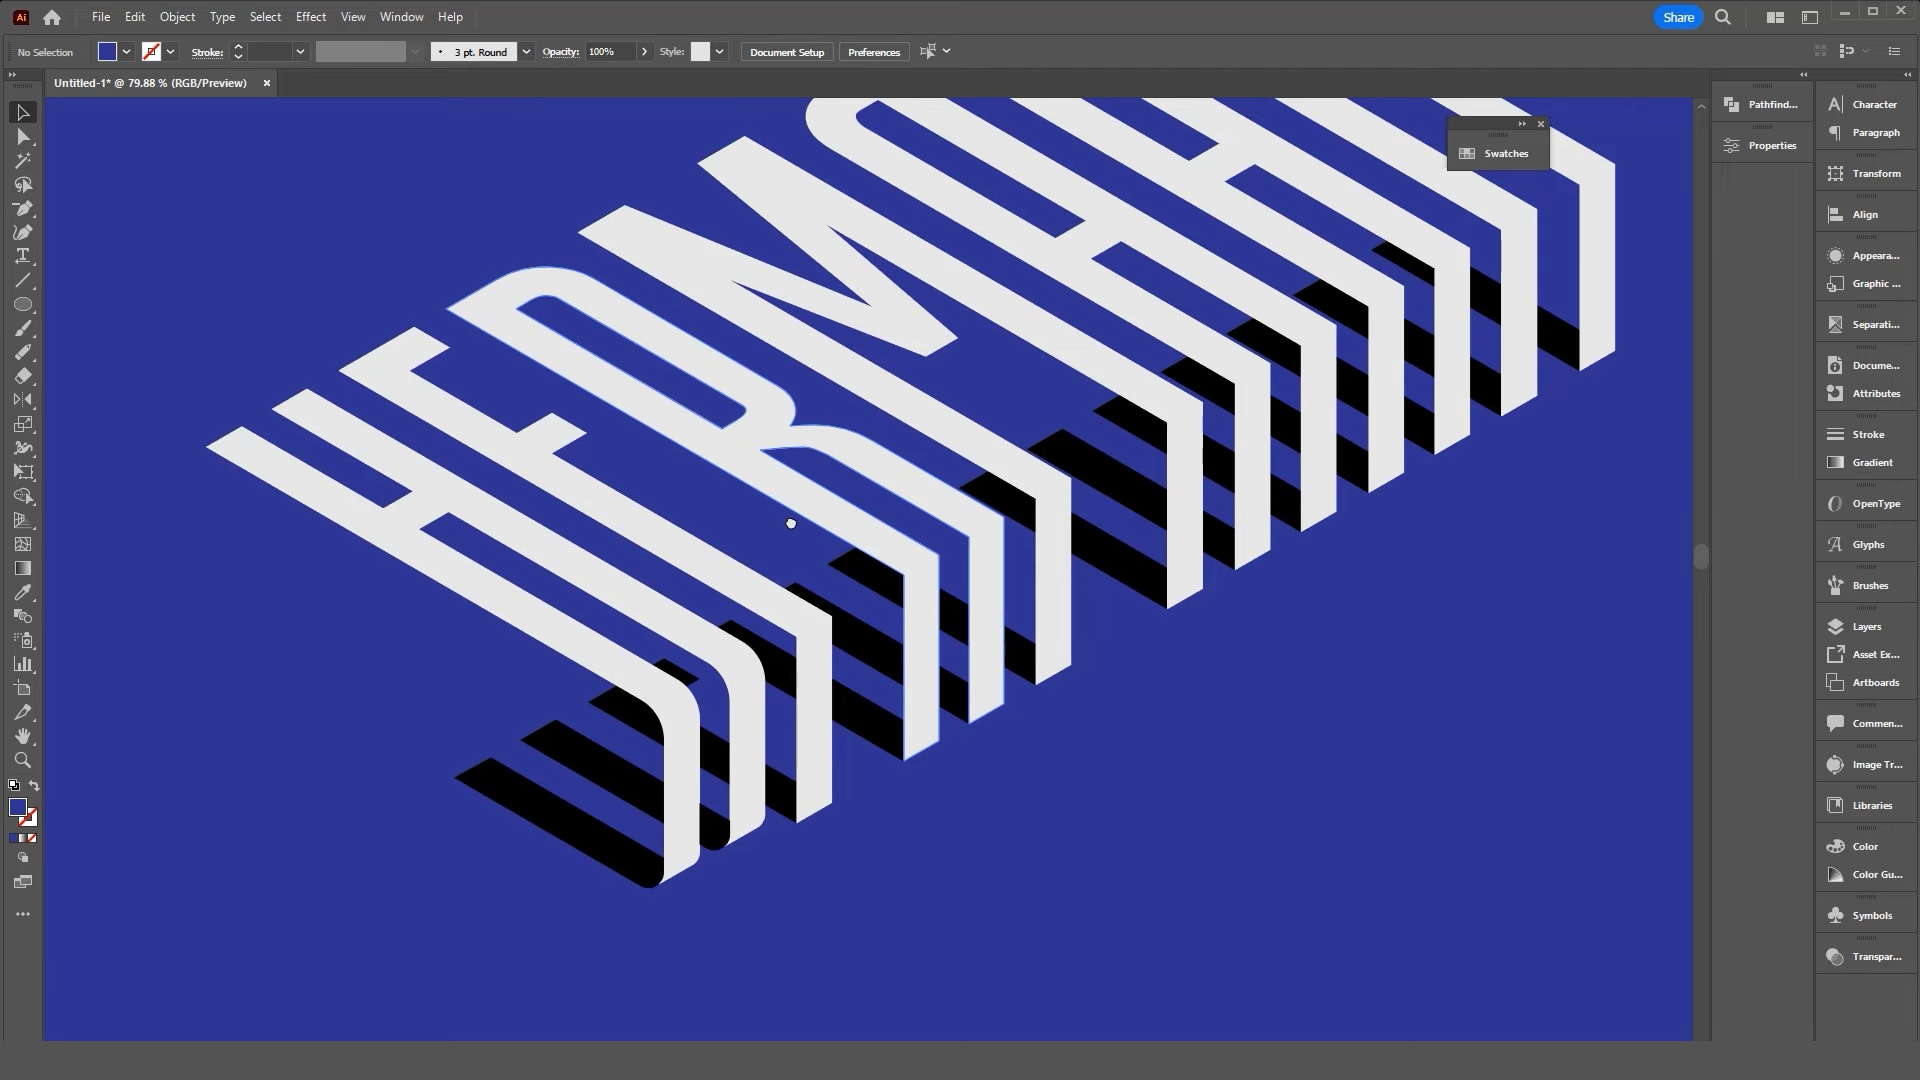 Ai File Edit Object Type Select Effect View Window Help Share
No Selection Stroke: 3 pt. Round Opacity: 100% Style: Document Setup Preferences
Untitled-1* @ 79.88 % (RGB/Preview)
Pathfind...
Properties
Swatches
Character
Paragraph
Transform
Align
Appeara...
Graphic ...
Separati...
Docume...
Attributes
Stroke
Gradient
OpenType
Glyphs
Brushes
Layers
Asset Ex...
Artboards
Commen...
Image Tr...
Libraries
Color
Color Gu...
Symbols
Transpar...